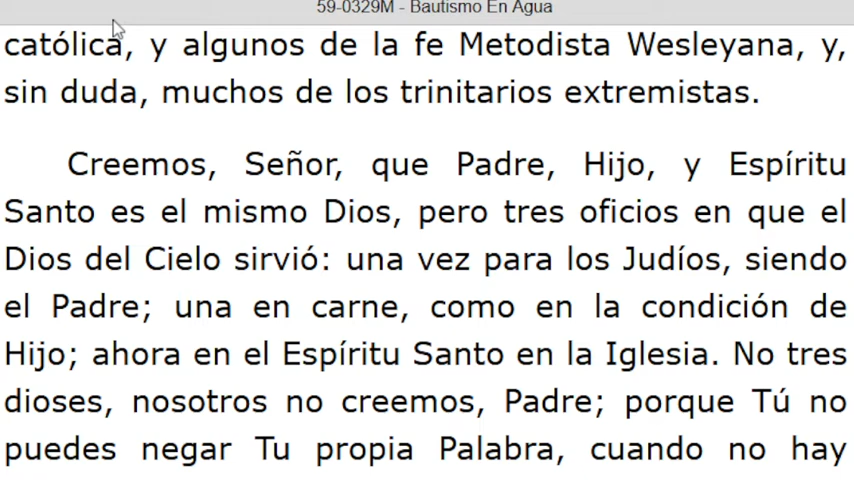 59-0329M - Bautismo En Agua
católica, y algunos de la fe Metodista Wesleyana, y,
sin duda, muchos de los trinitarios extremistas.
Creemos, Señor, que Padre, Hijo, y Espíritu
Santo es el mismo Dios, pero tres oficios en que el
Dios del Cielo sirvió: una vez para los Judíos, siendo
el Padre; una en carne, como en la condición de
Hijo; ahora en el Espíritu Santo en la Iglesia. No tres
dioses, nosotros no creemos, Padre; porque Tú no
puedes negar Tu propia Palabra, cuando no hay